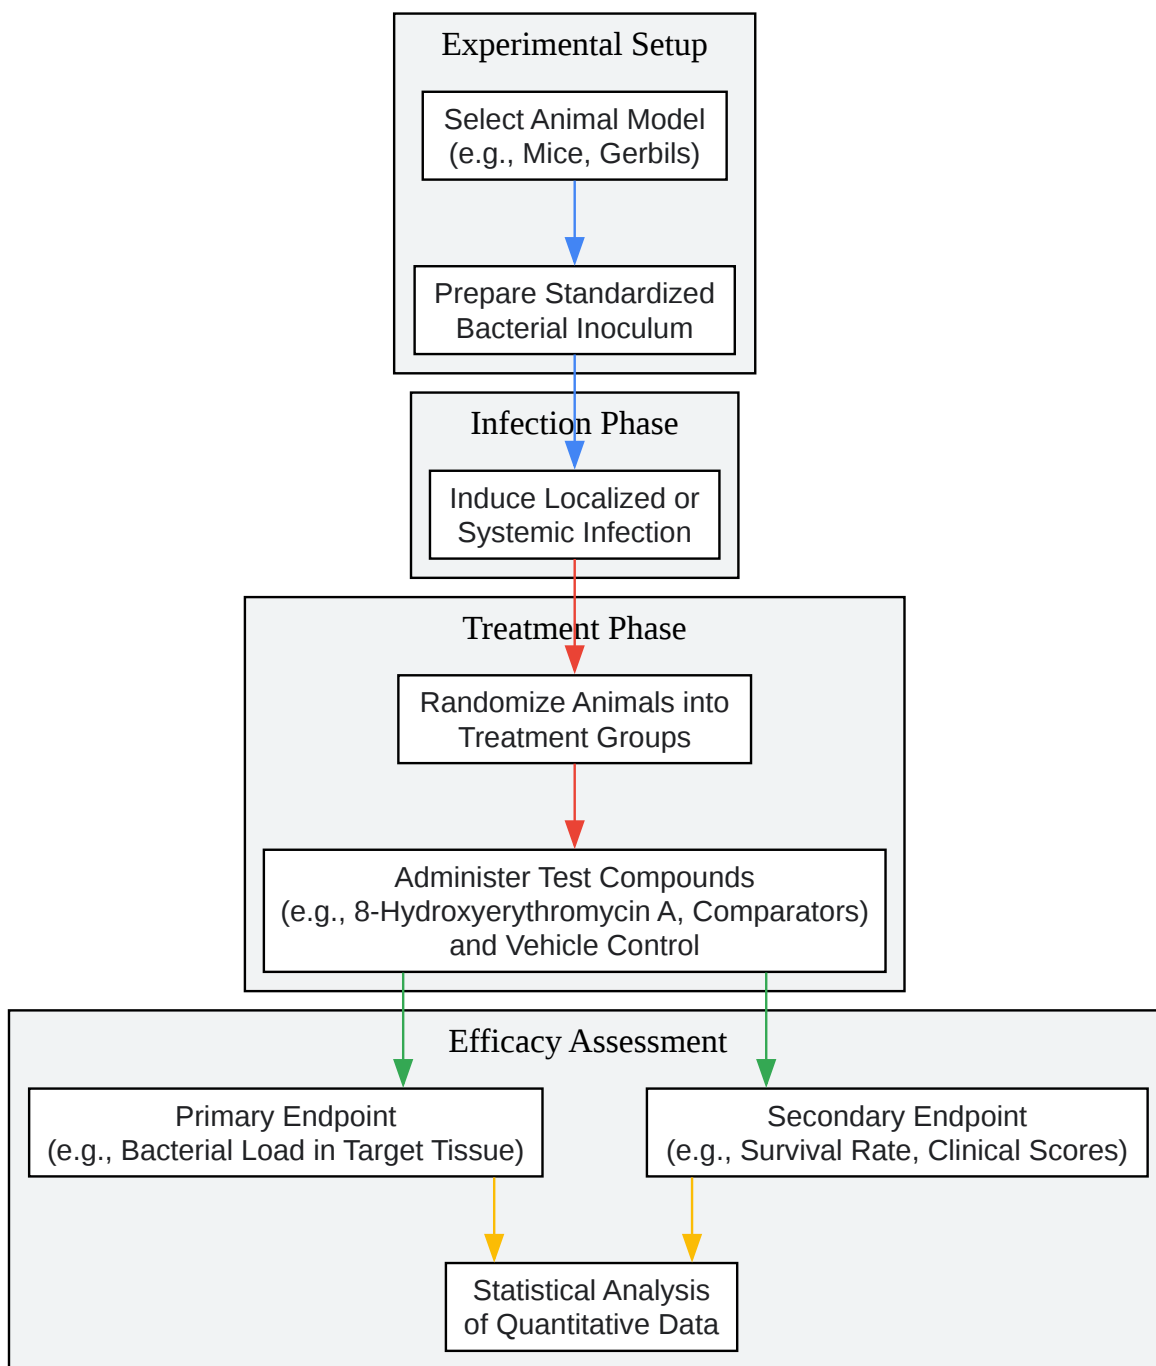 Experimental Setup
Select Animal Model
(e.g., Mice, Gerbils)
Prepare Standardized
Bacterial Inoculum
Infection Phase
Induce Localized or
Systemic Infection
Treatment Phase
Randomize Animals into
Treatment Groups
Administer Test Compounds
(e.g., 8-Hydroxyerythromycin A, Comparators)
and Vehicle Control
Efficacy Assessment
Primary Endpoint
(e.g., Bacterial Load in Target Tissue)
Secondary Endpoint
(e.g., Survival Rate, Clinical Scores)
Statistical Analysis
of Quantitative Data